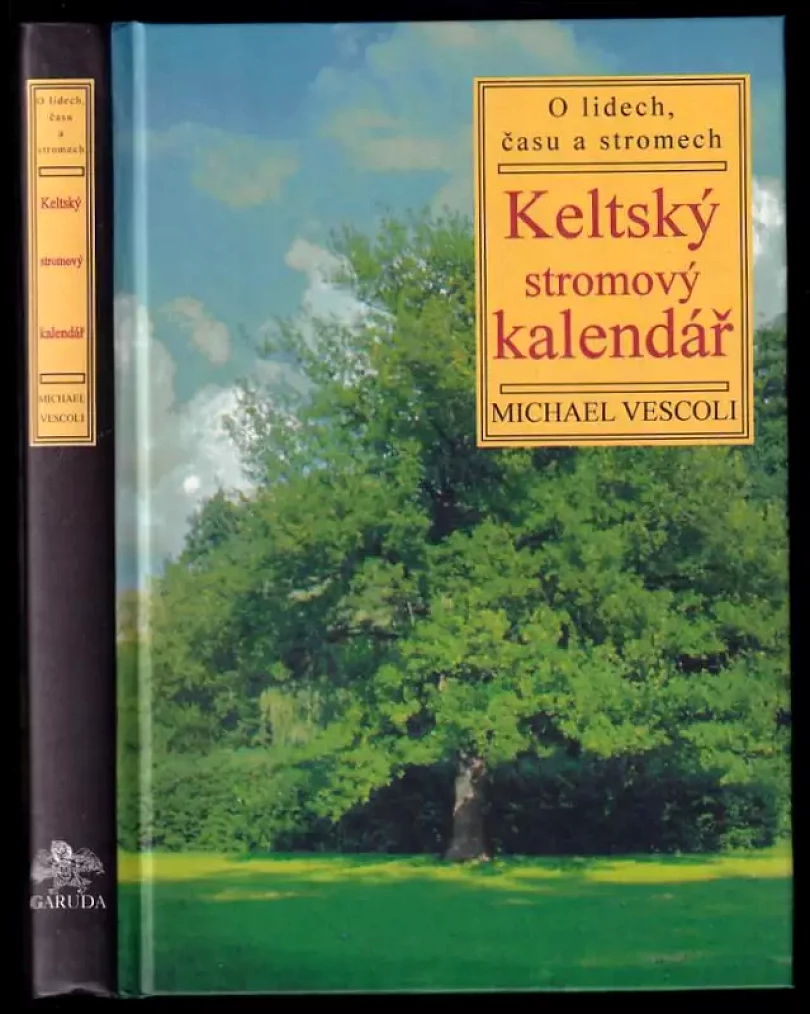 O lidech,
času
a
stromech
Keltský
stromový
kalendář
MICHAEL
VESCOLI
GARUDA
O lidech,
času a stromech
Keltský
stromový
kalendář
MICHAEL VESCOLI